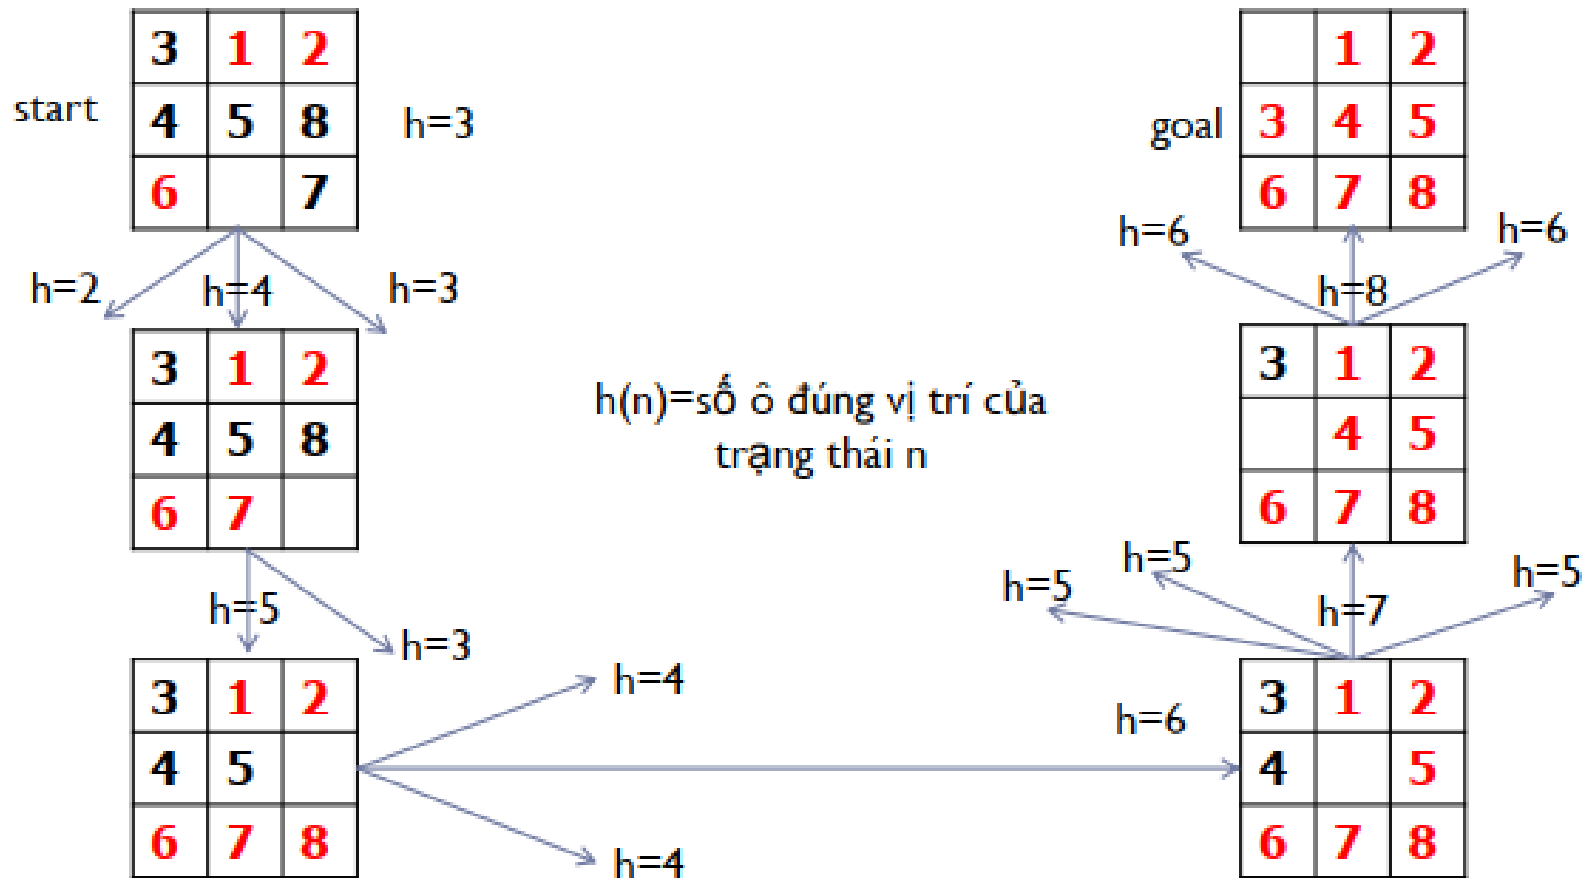 start
3 1 2
4 5 8
6 7
h=3
h=2
h=4
h=3
3 1 2
4 5 8
6 7
h=5
h=3
3 1 2
4 5
6 7 8
h=4
h=4
h(n)=số ô đúng vị trí của
trạng thái n
goal
1 2
3 4 5
6 7 8
h=6
h=8
h=6
3 1 2
4 5
6 7 8
h=5
h=5
h=7
h=5
h=6
3 1 2
4 5
6 7 8